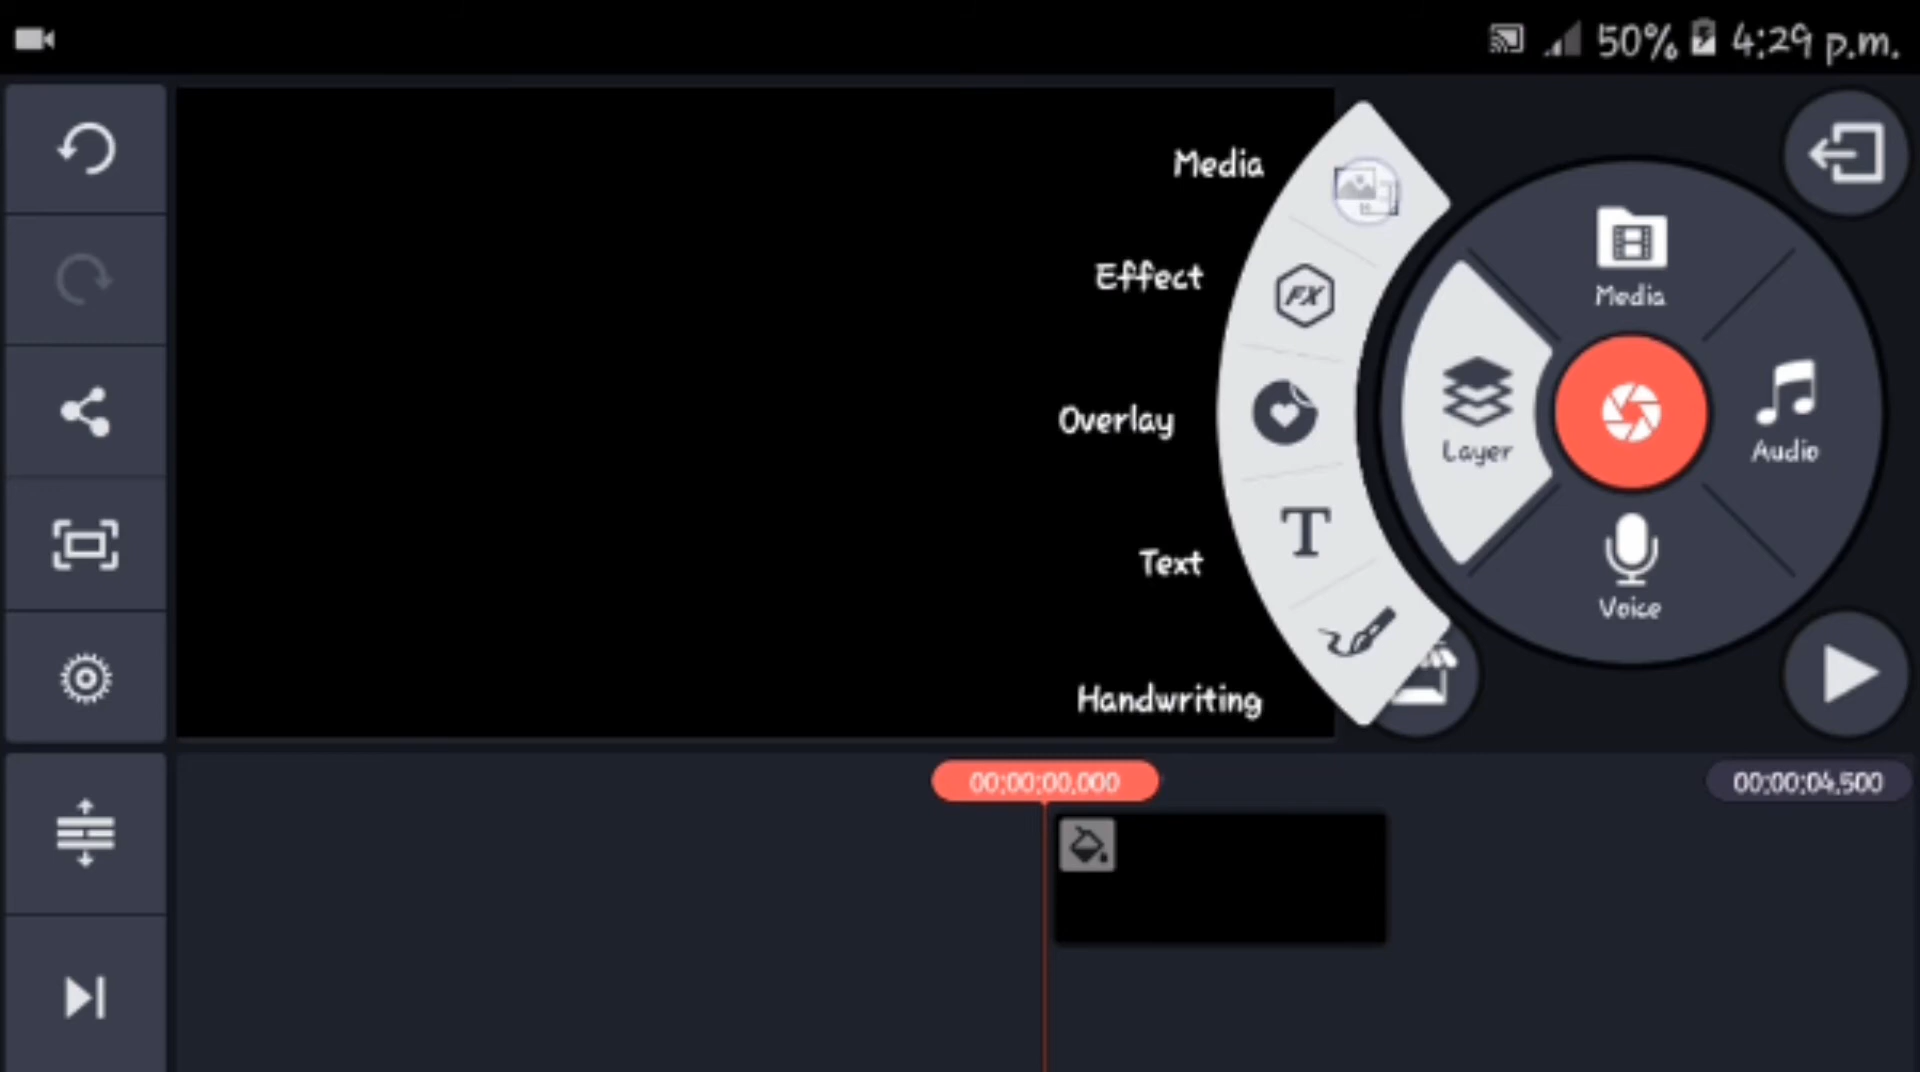 50% 4:29 p.m.
Media
Effect
Overlay
Text
Handwriting
FX
T
Media
Layer
Audio
Voice
00:00:00.000
00:00:04.500